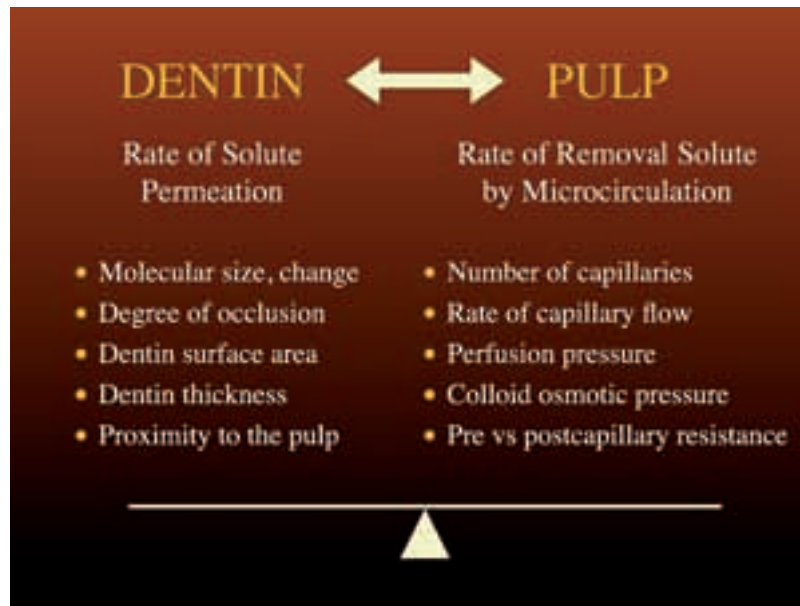 DENTIN
PULP
Rate of Solute
Permeation
Rate of Removal Solute
by Microcirculation
• Molecular size, change
• Degree of occlusion
• Dentin surface area
• Dentin thickness
• Proximity to the pulp
• Number of capillaries
• Rate of capillary flow
• Perfusion pressure
• Colloid osmotic pressure
• Pre vs postcapillary resistance